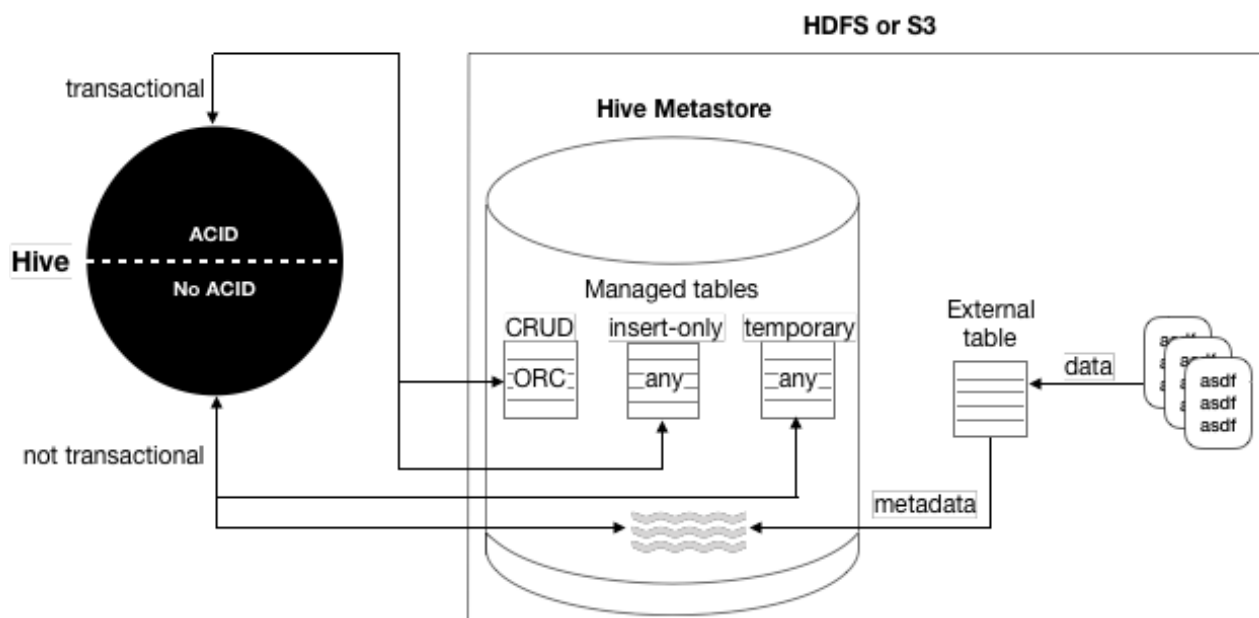 HDFS or S3
transactional
Hive Metastore
ACID
Hive
No ACID
Managed tables
CRUD insert-only temporary
ORC any any
External
table
data
asdf
asdf
asdf
not transactional
metadata